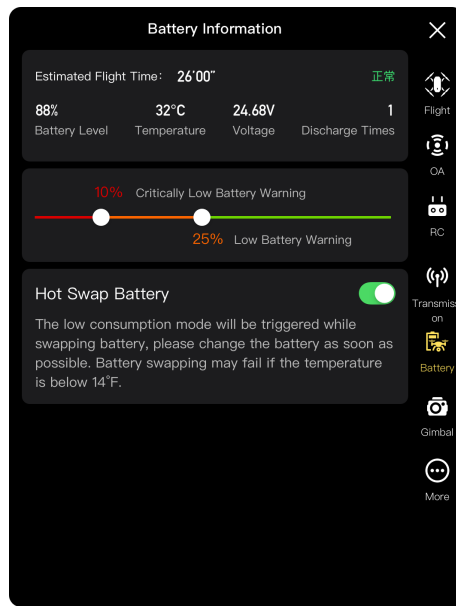 Battery Information
Estimated Flight Time: 26'00"
正常
88%
32°C
24.68V
1
Battery Level
Temperature
Voltage
Discharge Times
10% Critically Low Battery Warning
25% Low Battery Warning
Hot Swap Battery
The low consumption mode will be triggered while
swapping battery, please change the battery as soon as
possible. Battery swapping may fail if the temperature
is below 14°F.
Flight
OA
RC
Transmiss
on
Battery
Gimbal
More